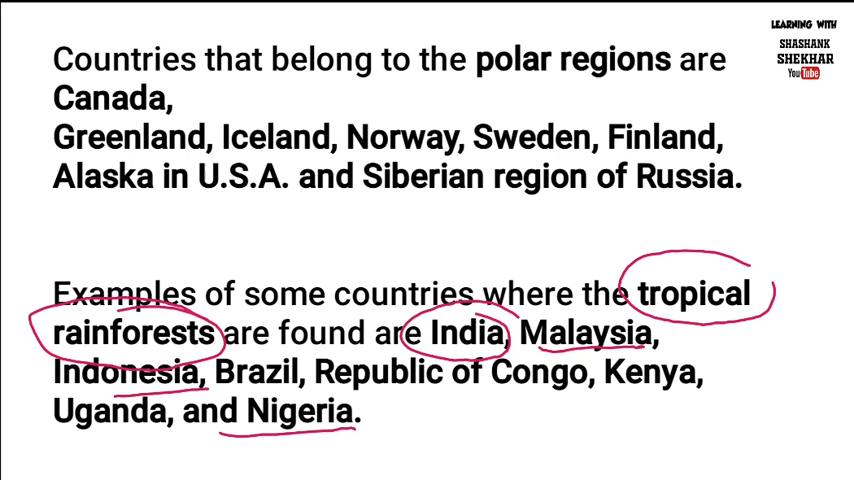 LEARNING WITH
SHASHANK
SHEKHAR
YouTube
Countries that belong to the polar regions are
Canada,
Greenland, Iceland, Norway, Sweden, Finland,
Alaska in U.S.A. and Siberian region of Russia.
Examples of some countries where the tropical
rainforests are found are India, Malaysia,
Indonesia, Brazil, Republic of Congo, Kenya,
Uganda, and Nigeria.